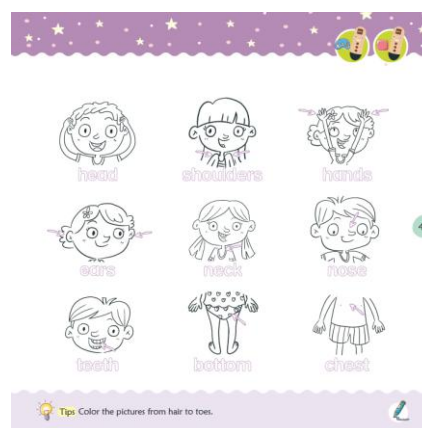 head shoulders hands
ears neck nose
teeth bottom chest
Tips Color the pictures from hair to toes.